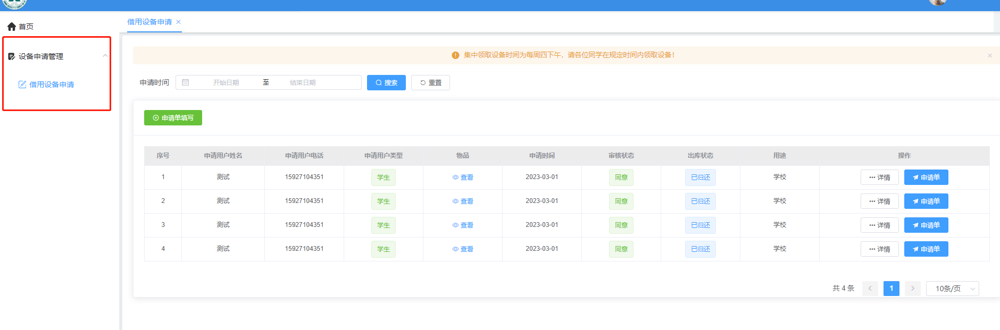 首页
设备申请管理
借用设备申请
借用设备申请 ×
集中领取设备时间为每周四下午，请各位同学在规定时间内领取设备！
申请时间 开始日期 至 结束日期 搜索 重置
申请单填写
序号 申请用户姓名 申请用户电话 申请用户类型 物品 申请时间 审核状态 出库状态 用途 操作
1 测试 15927104351 学生 查看 2023-03-01 同意 已归还 学校 ··· 详情 申请单
2 测试 15927104351 学生 查看 2023-03-01 同意 已归还 学校 ··· 详情 申请单
3 测试 15927104351 学生 查看 2023-03-01 同意 已归还 学校 ··· 详情 申请单
4 测试 15927104351 学生 查看 2023-03-01 同意 已归还 学校 ··· 详情 申请单
共 4 条 1 10条/页